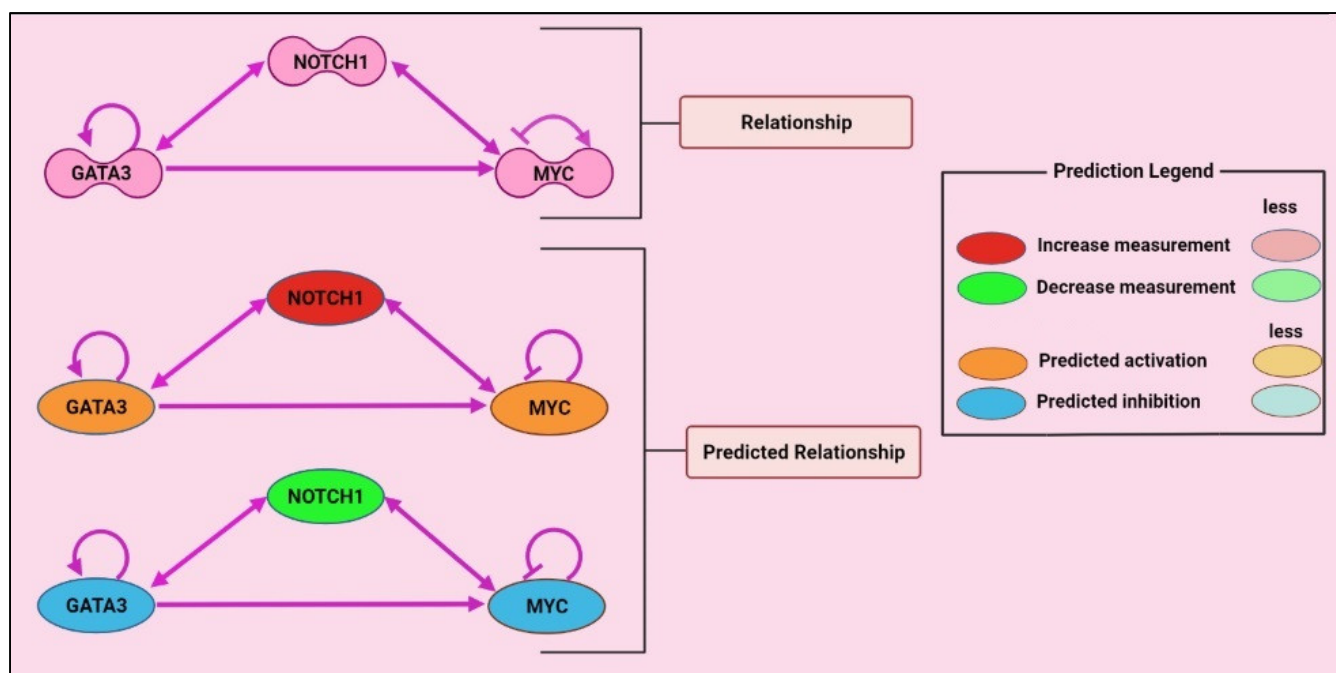 NOTCH1
GATA3
MYC
Relationship
NOTCH1
GATA3
MYC
Predicted Relationship
NOTCH1
GATA3
MYC
Prediction Legend
less
Increase measurement
Decrease measurement
less
Predicted activation
Predicted inhibition